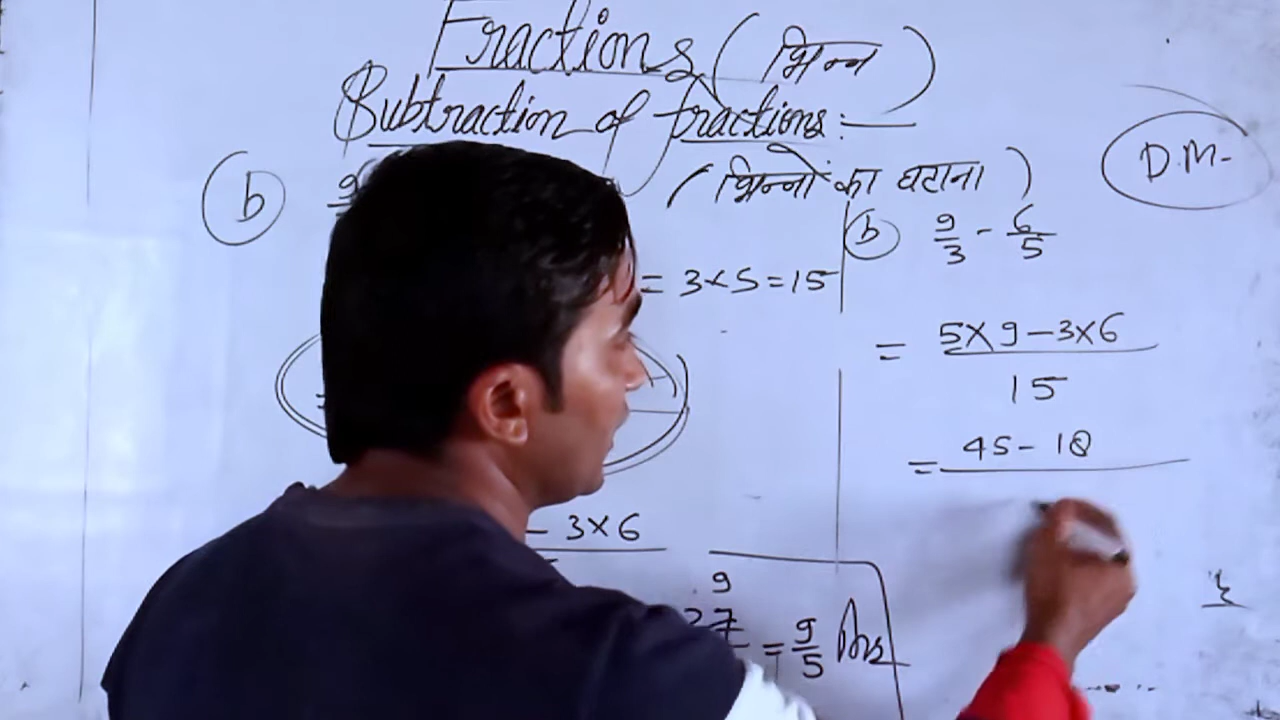 Fractions (भिन्न)
Subtraction of fractions :—
(भिन्नों का घटाना)
D.M.
(b) 9
= 3×5=15
- 3×6
9
27
= 9/5 Ans
(b) 9/3 - 6/5
= 5×9-3×6
15
= 45-18